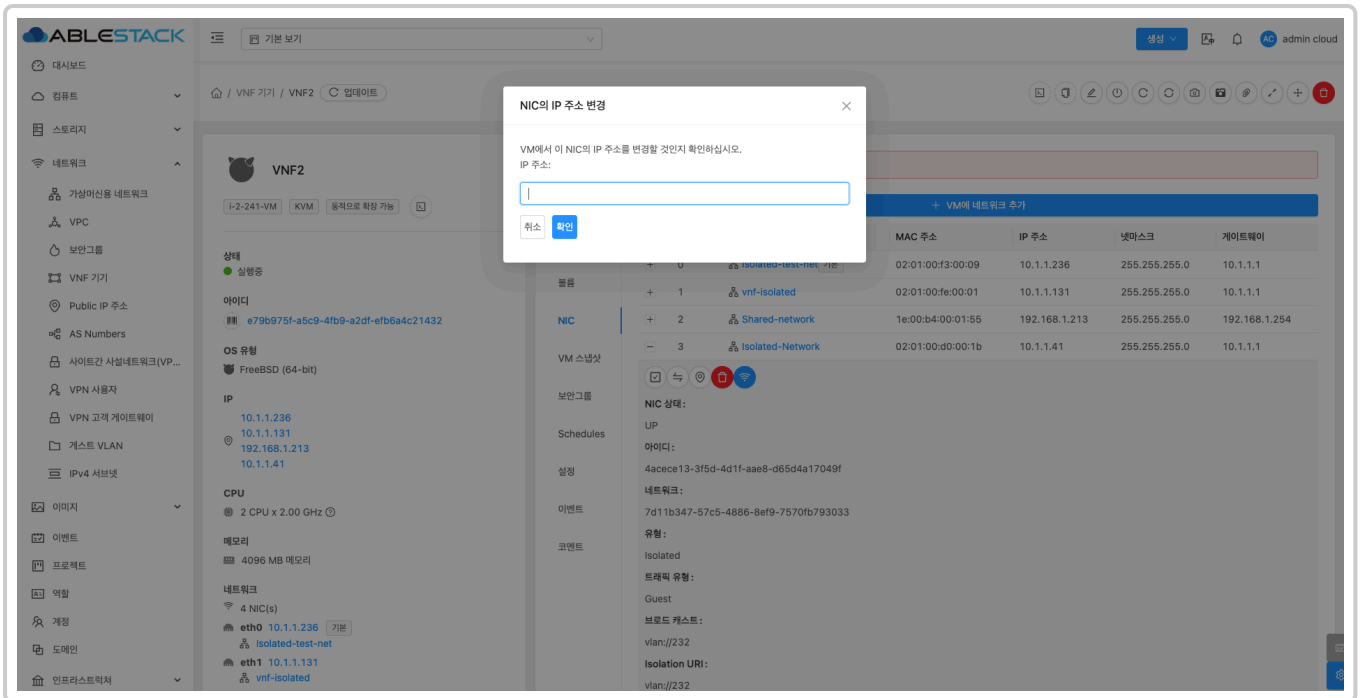 ABLESTACK
기본 보기
생성
AC admin cloud
대시보드
컴퓨트
스토리지
네트워크
가상머신용 네트워크
VPC
보안그룹
VNF 기기
Public IP 주소
AS Numbers
사이트간 사설네트워크(VP...
VPN 사용자
VPN 고객 게이트웨이
게스트 VLAN
IPv4 서브넷
이미지
이벤트
프로젝트
역할
계정
도메인
인프라스트럭쳐
/ VNF 기기 / VNF2 업데이트
VNF2
i-2-241-VM KVM 동적으로 확장 가능
상태
실행중
아이디
e79b975f-a5c9-4fb9-a2df-efb6a4c21432
OS 유형
FreeBSD (64-bit)
IP
10.1.1.236
10.1.1.131
192.168.1.213
10.1.1.41
CPU
2 CPU x 2.00 GHz
메모리
4096 MB 메모리
네트워크
4 NIC(s)
eth0 10.1.1.236 기본
Isolated-test-net
eth1 10.1.1.131
vnf-isolated
NIC의 IP 주소 변경
VM에서 이 NIC의 IP 주소를 변경할 것인지 확인하십시오.
IP 주소:
취소 확인
볼륨
NIC
VM 스냅샷
보안그룹
Schedules
설정
이벤트
코멘트
+ VM에 네트워크 추가
MAC 주소 IP 주소 넷마스크 게이트웨이
+ 0 Isolated-test-net 기본 02:01:00:f3:00:09 10.1.1.236 255.255.255.0 10.1.1.1
+ 1 vnf-isolated 02:01:00:fe:00:01 10.1.1.131 255.255.255.0 10.1.1.1
+ 2 Shared-network 1e:00:b4:00:01:55 192.168.1.213 255.255.255.0 192.168.1.254
− 3 Isolated-Network 02:01:00:d0:00:1b 10.1.1.41 255.255.255.0 10.1.1.1
NIC 상태 :
UP
아이디 :
4acece13-3f5d-4d1f-aae8-d65d4a17049f
네트워크 :
7d11b347-57c5-4886-8ef9-7570fb793033
유형 :
Isolated
트래픽 유형 :
Guest
브로드 캐스트 :
vlan://232
Isolation URI :
vlan://232